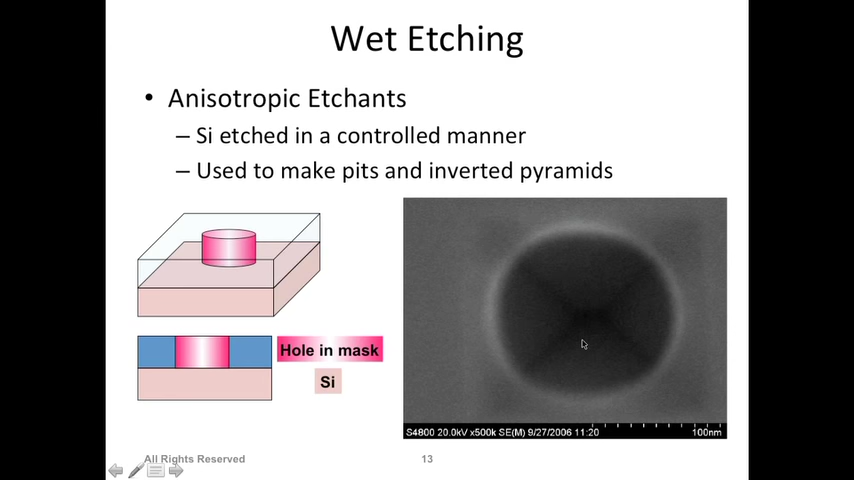 Wet Etching
• Anisotropic Etchants
– Si etched in a controlled manner
– Used to make pits and inverted pyramids
Hole in mask
Si
S4800 20.0kV x500k SE(M) 9/27/2006 11:20 100nm
All Rights Reserved 13